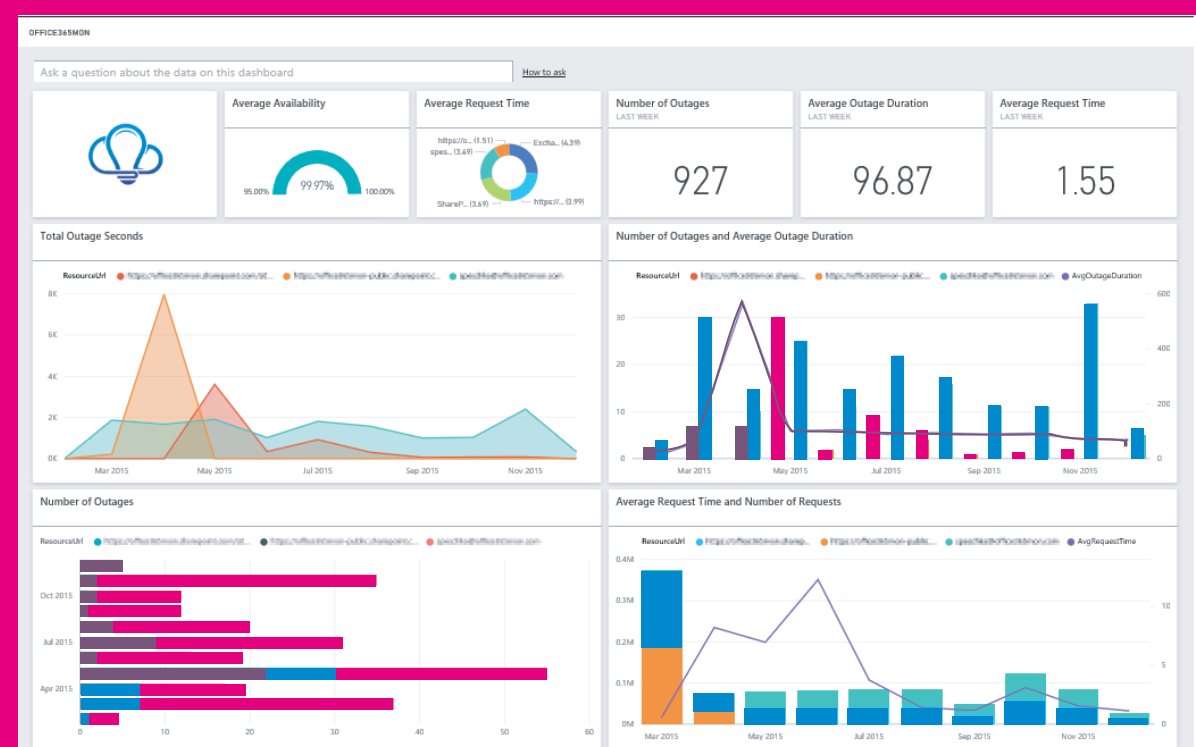 OFFICE365MON
Ask a question about the data on this dashboard
How to ask
Average Availability
95.00%
99.97%
100.00%
Average Request Time
https://o... (1.51)
Excha... (4.39)
spes... (3.69)
ShareP... (3.69)
https://... (3.99)
Number of Outages
LAST WEEK
927
Average Outage Duration
LAST WEEK
96.87
Average Request Time
LAST WEEK
1.55
Total Outage Seconds
ResourceUrl
8K
6K
4K
2K
0K
Mar 2015 May 2015 Jul 2015 Sep 2015 Nov 2015
Number of Outages and Average Outage Duration
ResourceUrl AvgOutageDuration
30 600
20 400
10 200
0 0
Mar 2015 May 2015 Jul 2015 Sep 2015 Nov 2015
Number of Outages
ResourceUrl
Oct 2015
Jul 2015
Apr 2015
0 10 20 30 40 50 60
Average Request Time and Number of Requests
ResourceUrl AvgRequestTime
0.4M
0.3M 10
0.2M
0.1M 5
0M 0
Mar 2015 May 2015 Jul 2015 Sep 2015 Nov 2015